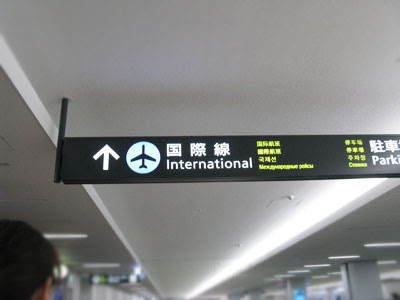 国際線
International
国际航班
國際航班
국제선
Международные рейсы
停车场
停車場
주차장
Стоянка
駐車
Parki